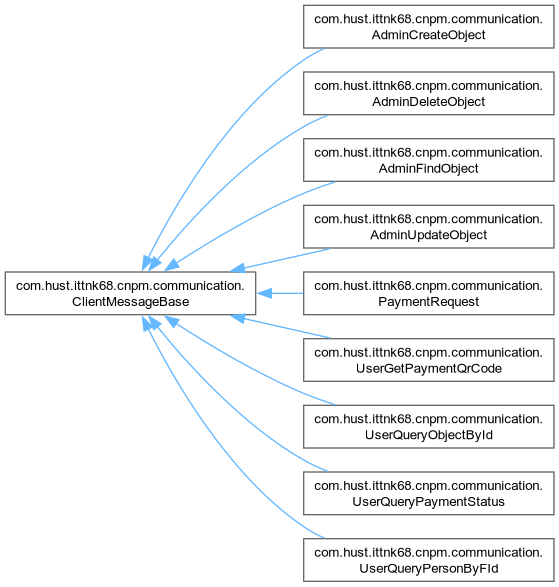 com.hust.ittnk68.cnpm.communication.
AdminCreateObject
com.hust.ittnk68.cnpm.communication.
AdminDeleteObject
com.hust.ittnk68.cnpm.communication.
AdminFindObject
com.hust.ittnk68.cnpm.communication.
AdminUpdateObject
com.hust.ittnk68.cnpm.communication.
ClientMessageBase
com.hust.ittnk68.cnpm.communication.
PaymentRequest
com.hust.ittnk68.cnpm.communication.
UserGetPaymentQrCode
com.hust.ittnk68.cnpm.communication.
UserQueryObjectById
com.hust.ittnk68.cnpm.communication.
UserQueryPaymentStatus
com.hust.ittnk68.cnpm.communication.
UserQueryPersonByFId